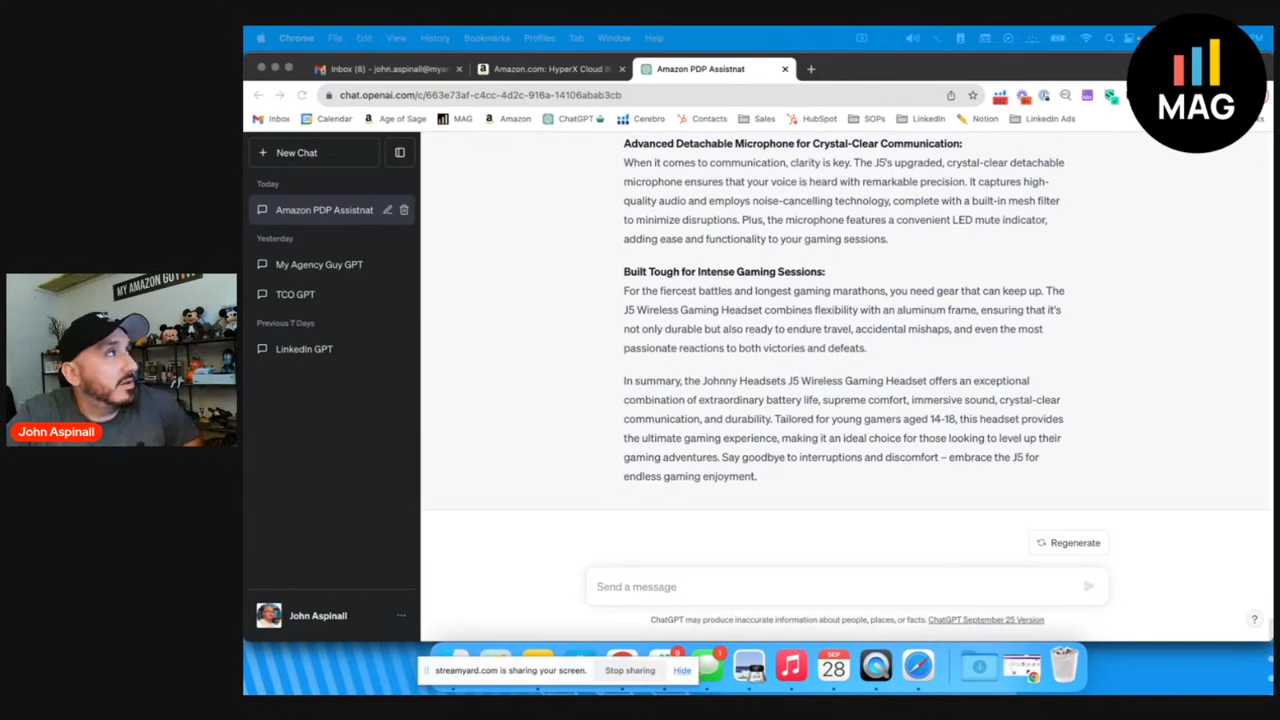 Chrome File Edit View History Bookmarks Profiles Tab Window Help
Inbox (8) - john.aspinall@myar
Amazon.com: HyperX Cloud II
Amazon PDP Assistnat
chat.openai.com/c/663e73af-c4cc-4d2c-916a-14106abab3cb
Inbox Calendar Age of Sage MAG Amazon ChatGPT Cerebro Contacts Sales HubSpot SOPs LinkedIn Notion LinkedIn Ads
MAG
New Chat
Today
Amazon PDP Assistnat
Yesterday
My Agency Guy GPT
TCO GPT
Previous 7 Days
LinkedIn GPT
John Aspinall
Advanced Detachable Microphone for Crystal-Clear Communication:
When it comes to communication, clarity is key. The J5's upgraded, crystal-clear detachable
microphone ensures that your voice is heard with remarkable precision. It captures high-
quality audio and employs noise-cancelling technology, complete with a built-in mesh filter
to minimize disruptions. Plus, the microphone features a convenient LED mute indicator,
adding ease and functionality to your gaming sessions.
Built Tough for Intense Gaming Sessions:
For the fiercest battles and longest gaming marathons, you need gear that can keep up. The
J5 Wireless Gaming Headset combines flexibility with an aluminum frame, ensuring that it's
not only durable but also ready to endure travel, accidental mishaps, and even the most
passionate reactions to both victories and defeats.
In summary, the Johnny Headsets J5 Wireless Gaming Headset offers an exceptional
combination of extraordinary battery life, supreme comfort, immersive sound, crystal-clear
communication, and durability. Tailored for young gamers aged 14-18, this headset provides
the ultimate gaming experience, making it an ideal choice for those looking to level up their
gaming adventures. Say goodbye to interruptions and discomfort – embrace the J5 for
endless gaming enjoyment.
Regenerate
Send a message
ChatGPT may produce inaccurate information about people, places, or facts. ChatGPT September 25 Version
?
streamyard.com is sharing your screen. Stop sharing Hide
SEP
28
MY AMAZON GUY
John Aspinall